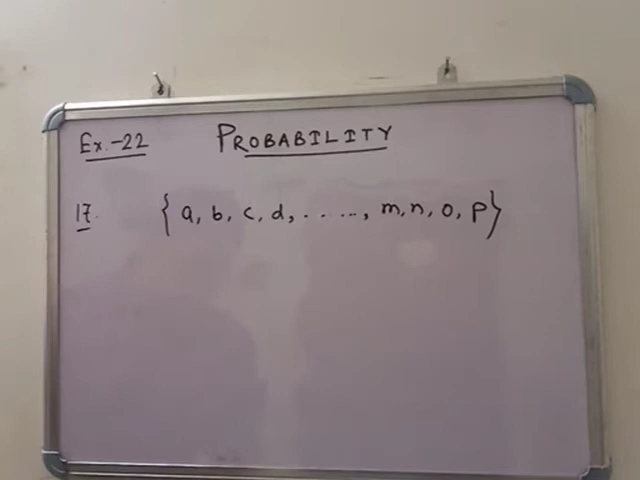 Ex.-22
PROBABILITY
17. { a, b, c, d, . . ..., m, n, o, p }